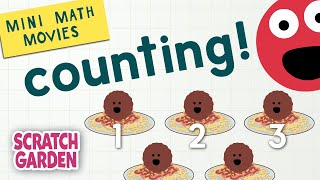 MINI MATH
MOVIES
counting!
1 2 3
SCRATCH
GARDEN